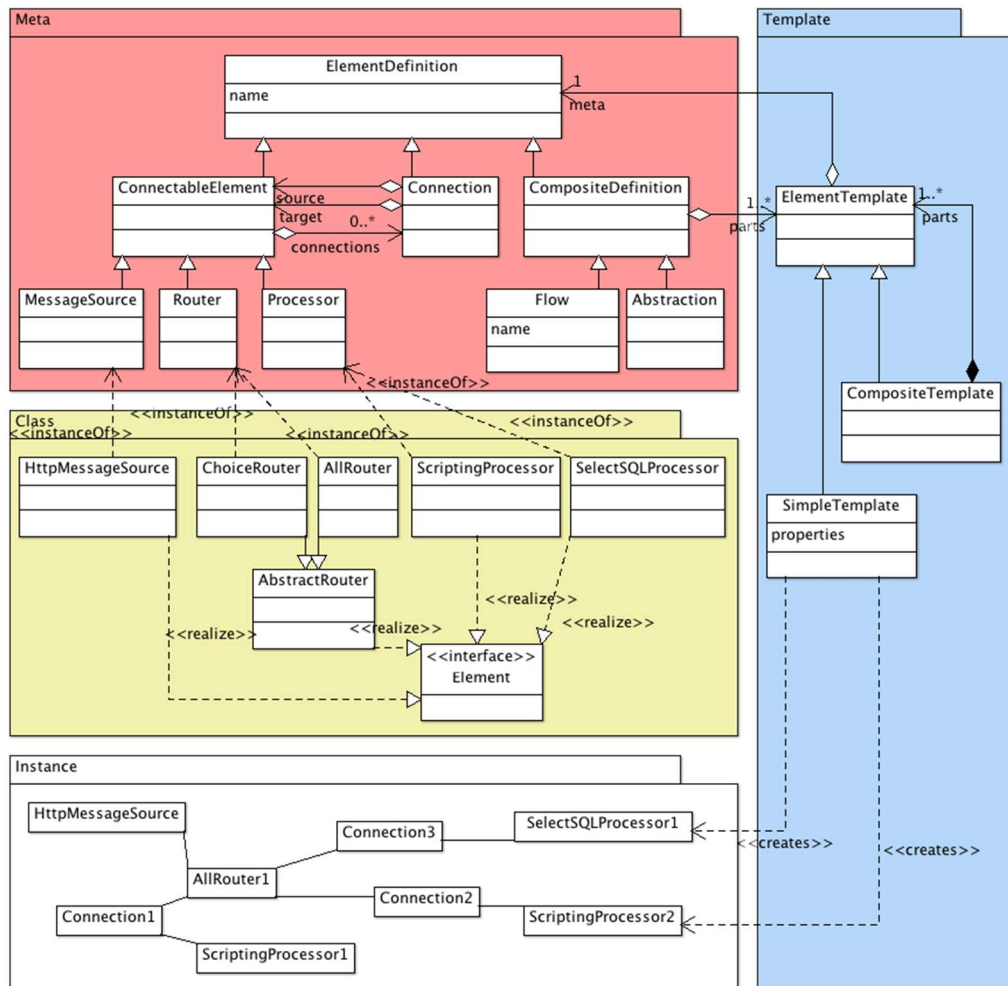 Meta
Template
ElementDefinition
name
1
meta
ConnectableElement
Connection
CompositeDefinition
ElementTemplate
source
target
0..*
connections
1..*
parts
1..*
parts
MessageSource
Router
Processor
Flow
name
Abstraction
<<instanceOf>>
CompositeTemplate
Class
<<instanceOf>>
<<instanceOf>>
<<instanceOf>>
<<instanceOf>>
HttpMessageSource
ChoiceRouter
AllRouter
ScriptingProcessor
SelectSQLProcessor
SimpleTemplate
properties
AbstractRouter
<<realize>>
<<realize>>
<<realize>>
<<realize>>
<<interface>>
Element
Instance
HttpMessageSource
Connection3
SelectSQLProcessor1
<<creates>>
<<creates>>
AllRouter1
Connection2
Connection1
ScriptingProcessor2
ScriptingProcessor1